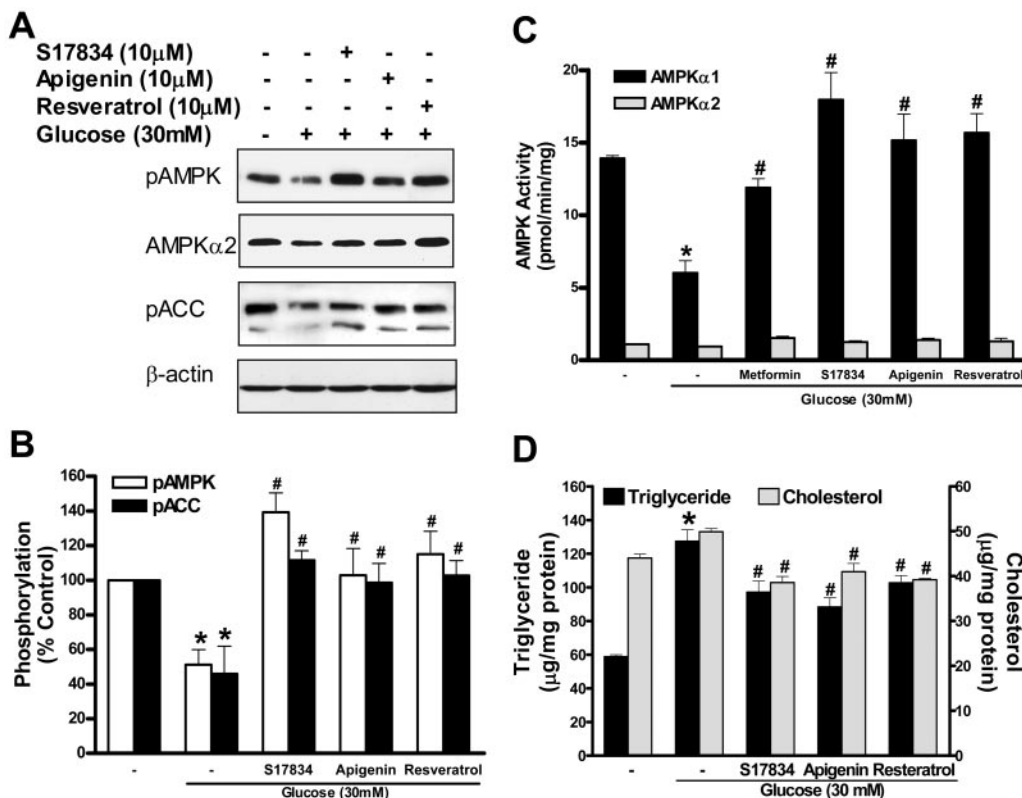 A
S17834 (10μM) - - + - -
Apigenin (10μM) - - - + -
Resveratrol (10μM) - - - - +
Glucose (30mM) - + + + +
pAMPK
AMPKα2
pACC
β-actin
B
Phosphorylation
(% Control)
160
140
120
100
80
60
40
20
0
pAMPK
pACC
* *
# #
# #
# #
- - S17834 Apigenin Resveratrol
Glucose (30mM)
C
AMPK Activity
(pmol/min/mg)
20
15
10
5
0
AMPKα1
AMPKα2
* # # # #
- - Metformin S17834 Apigenin Resveratrol
Glucose (30mM)
D
Triglyceride
(μg/mg protein)
160
140
120
100
80
60
40
20
0
Triglyceride Cholesterol
*
# #
# #
# #
60
50
40
30
20
10
0
Cholesterol
(μg/mg protein)
- - S17834 Apigenin Resteratrol
Glucose (30 mM)